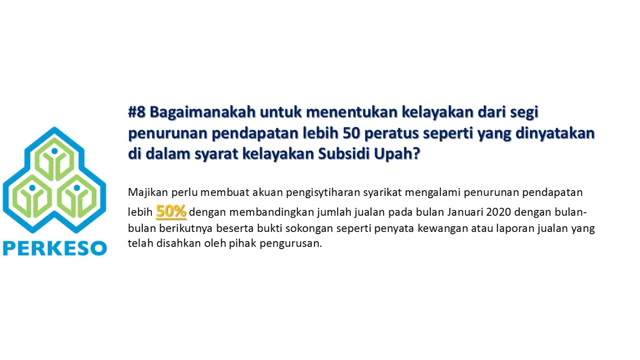 #8 Bagaimanakah untuk menentukan kelayakan dari segi
penurunan pendapatan lebih 50 peratus seperti yang dinyatakan
di dalam syarat kelayakan Subsidi Upah?
Majikan perlu membuat akuan pengisytiharan syarikat mengalami penurunan pendapatan
lebih 50% dengan membandingkan jumlah jualan pada bulan Januari 2020 dengan bulan-
bulan berikutnya beserta bukti sokongan seperti penyata kewangan atau laporan jualan yang
telah disahkan oleh pihak pengurusan.
PERKESO